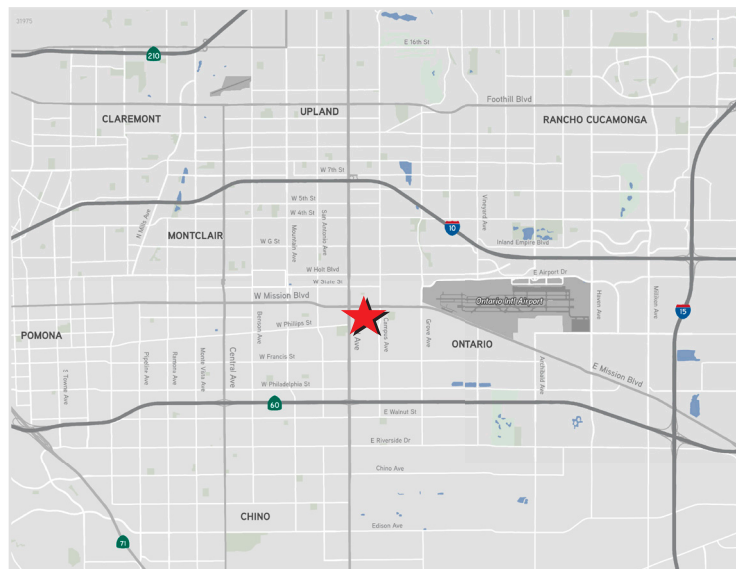 21975
E 16th St
210
Foothill Blvd
CLAREMONT
UPLAND
RANCHO CUCAMONGA
W 7th St
W 5th St
W 4th St
San Antonio Ave
Mountain Ave
N Mills Ave
Vineyard Ave
10
MONTCLAIR
W G St
Inland Empire Blvd
W Holt Blvd
W State St
E Airport Dr
W Mission Blvd
Ontario Intl Airport
Haven Ave
Milliken Ave
15
POMONA
Benson Ave
W Phillips St
Ave
Campus Ave
Grove Ave
ONTARIO
E Towne Ave
Pipeline Ave
Ramona Ave
Monte Vista Ave
Central Ave
W Francis St
Archibald Ave
E Mission Blvd
W Philadelphia St
60
E Walnut St
E Riverside Dr
Chino Ave
CHINO
Edison Ave
71